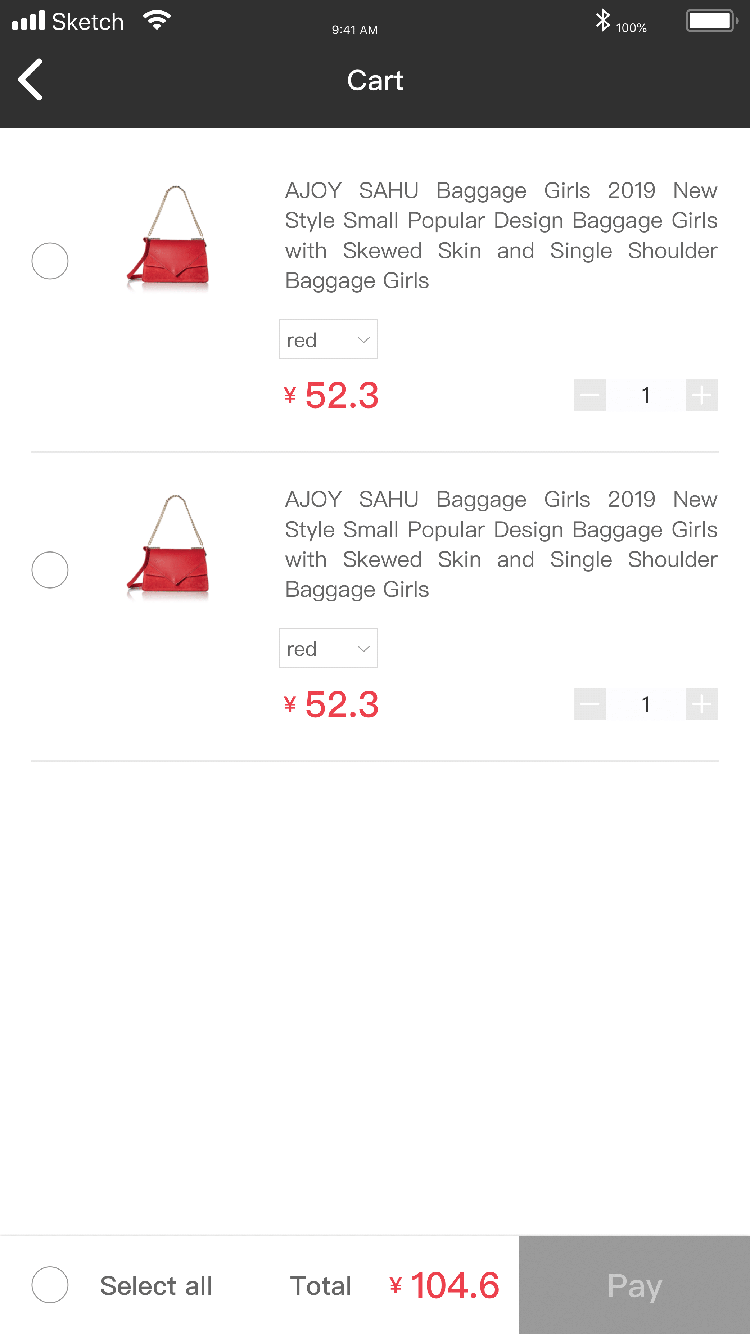 Sketch 9:41 AM 100%
Cart
AJOY SAHU Baggage Girls 2019 New
Style Small Popular Design Baggage Girls
with Skewed Skin and Single Shoulder
Baggage Girls
red
¥ 52.3 1
AJOY SAHU Baggage Girls 2019 New
Style Small Popular Design Baggage Girls
with Skewed Skin and Single Shoulder
Baggage Girls
red
¥ 52.3 1
Select all Total ¥ 104.6 Pay